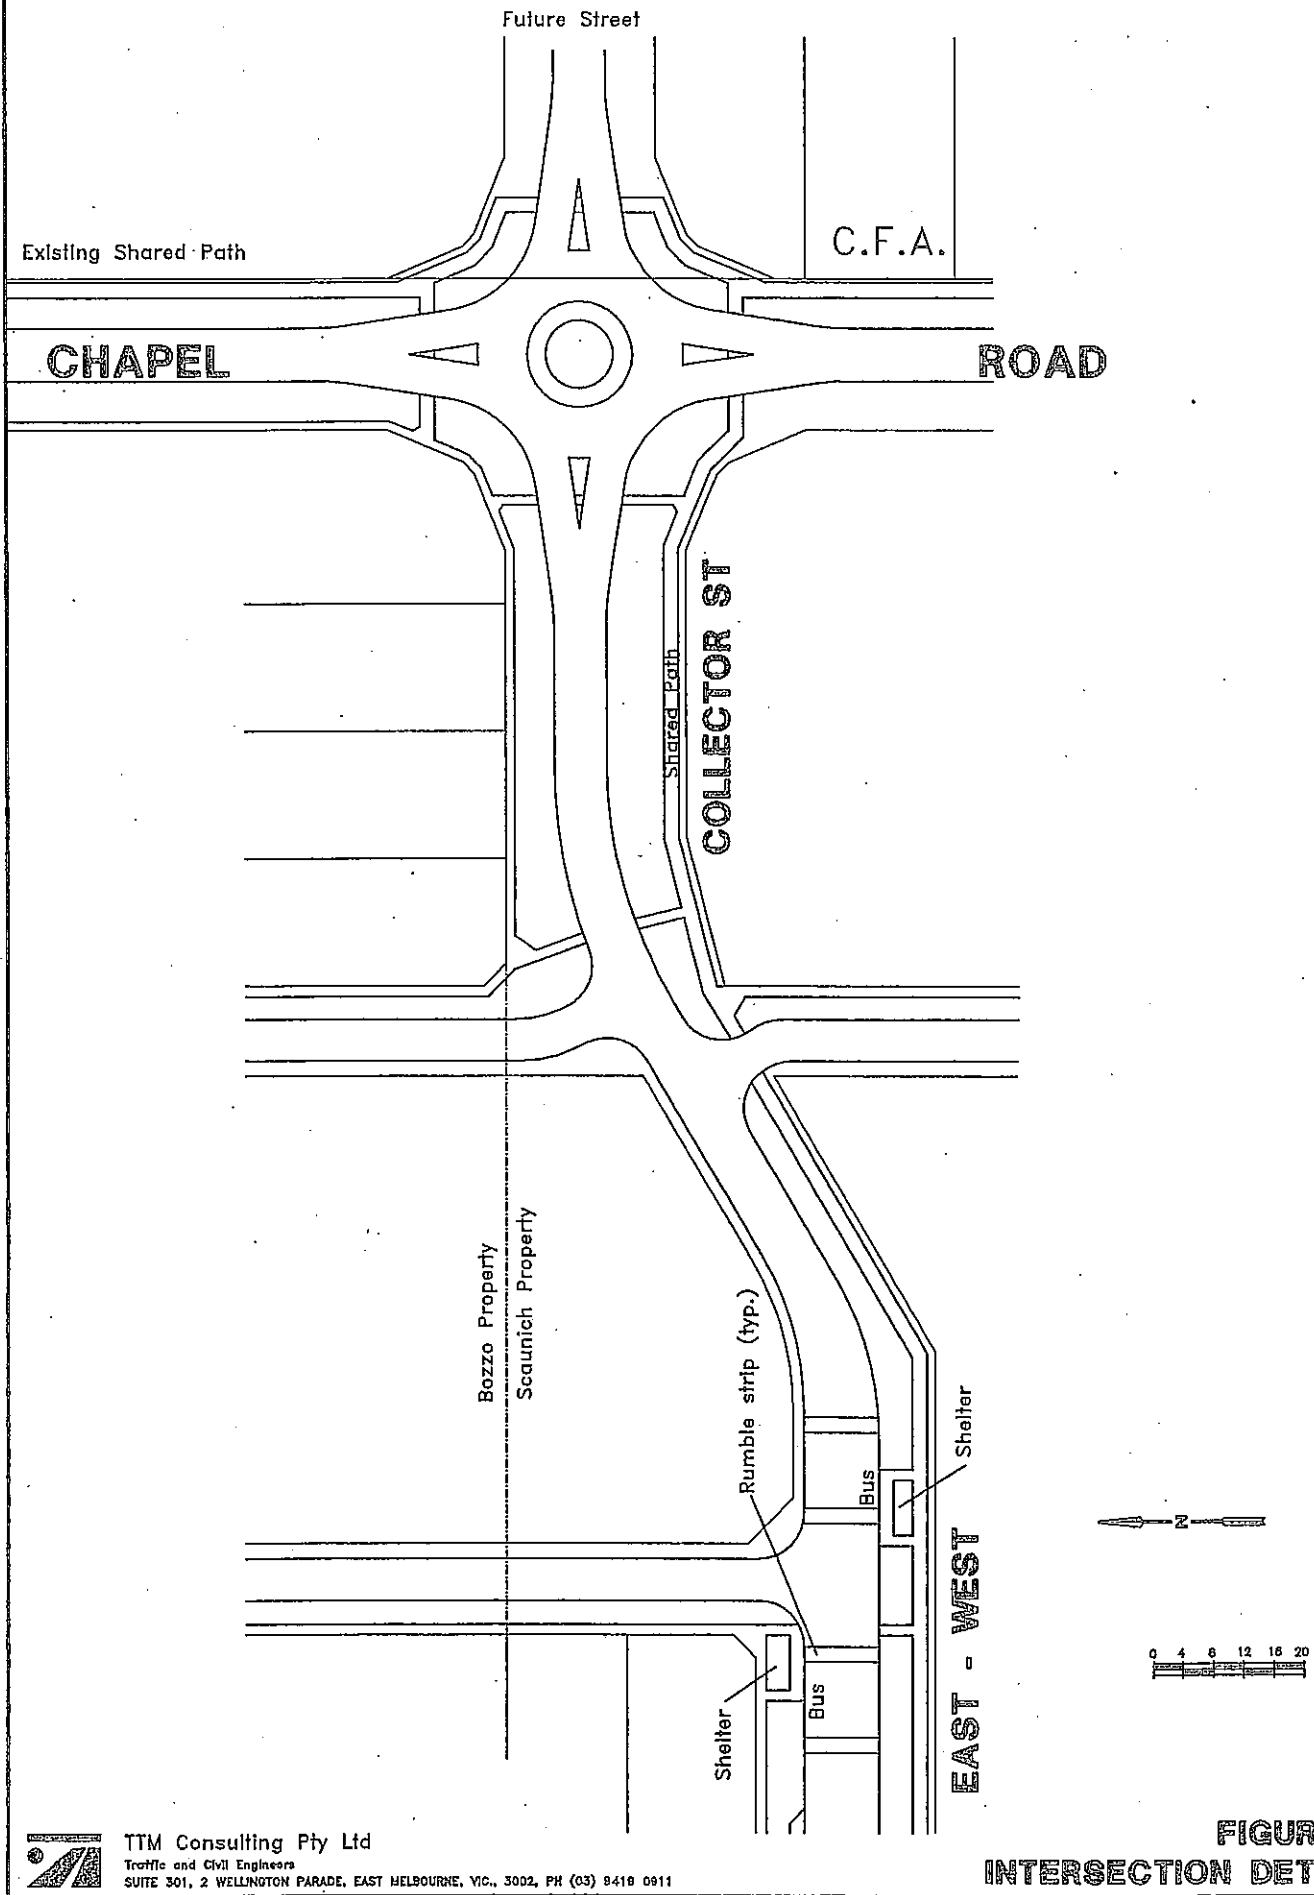 Future Street
Existing Shared Path
C.F.A.
CHAPEL
ROAD
COLLECTOR ST
Shared Path
Bozzo Property
Scaunich Property
Rumble strip (typ.)
Shelter
Bus
N
EAST - WEST
0 4 8 12 16 20
Shelter
Bus
TTM Consulting Pty Ltd
Traffic and Civil Engineers
SUITE 301, 2 WELLINGTON PARADE, EAST MELBOURNE, VIC., 3002, PH (03) 9419 0911
FIGUR
INTERSECTION DET